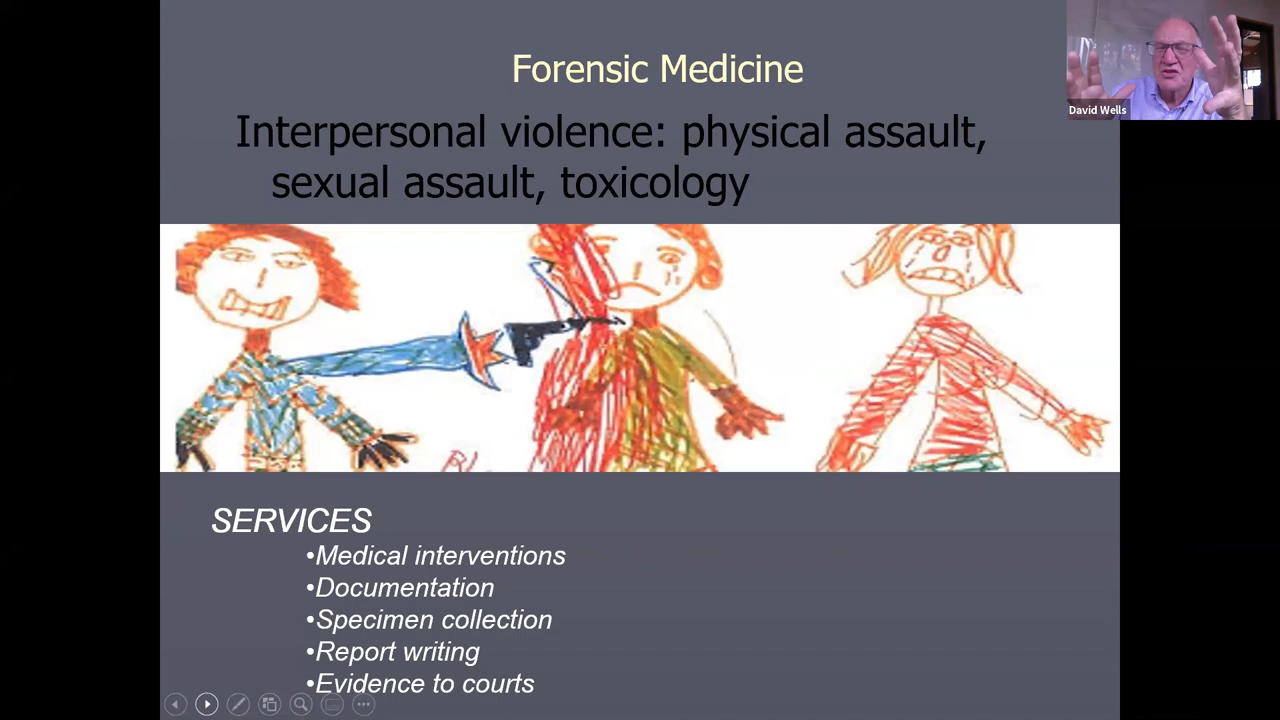 Forensic Medicine
David Wells
Interpersonal violence: physical assault,
sexual assault, toxicology
SERVICES
•Medical interventions
•Documentation
•Specimen collection
•Report writing
•Evidence to courts